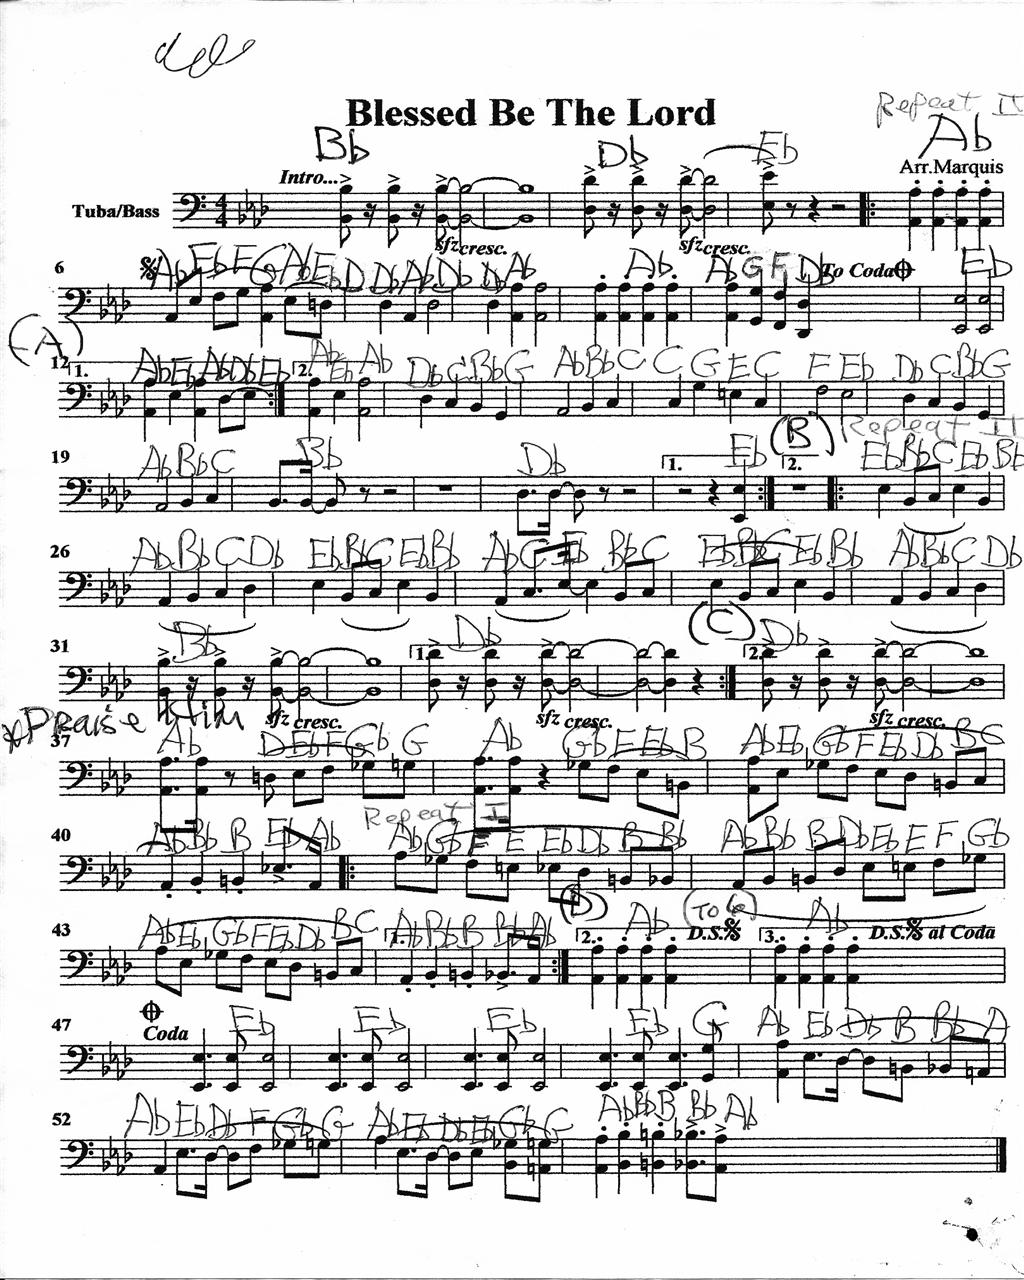 Blessed Be The Lord
Repeat It
Bb Db Eb Ab
Arr.Marquis
Intro...
Tuba/Bass
sfz cresc. sfz cresc.
6 Ab Eb F G Ab Eb D Db Ab Db Db Ab Ab Ab G F Db To Coda Eb
(A)
12 1. Ab Eb Ab Db Eb 2. Ab Eb Ab Db C Bb G Ab Bb C C G E C F Eb Db C Bb G
(B) Repeat It
19 Ab Bb C Bb Db 1. Eb 2. Eb Bb C Eb Bb
26 Ab Bb C Db Eb Bb C Eb Bb Ab C Eb Bb C Eb Bb C Eb Bb Ab Bb C Db
(C)
31 Bb 1. Db 2. Db
Praise Him sfz cresc. sfz cresc. sfz cresc.
37 Ab D Eb F Gb G Ab Gb F Eb B Ab Eb Gb F Eb Db B C
Repeat I
40 Ab Bb B Eb Ab Ab Gb F E Eb Db B Bb Ab Bb B Db Eb E F Gb
(D)
43 Ab Eb Gb F Eb Db B C 1. Ab Bb B Bb Ab 2. Ab D.S. 3. Ab D.S. al Coda
47 Coda Eb Eb Eb Eb G Ab Eb Db B Bb A
52 Ab Eb Db F Gb G Ab Eb Db Eb Gb G Ab Bb B Bb Ab